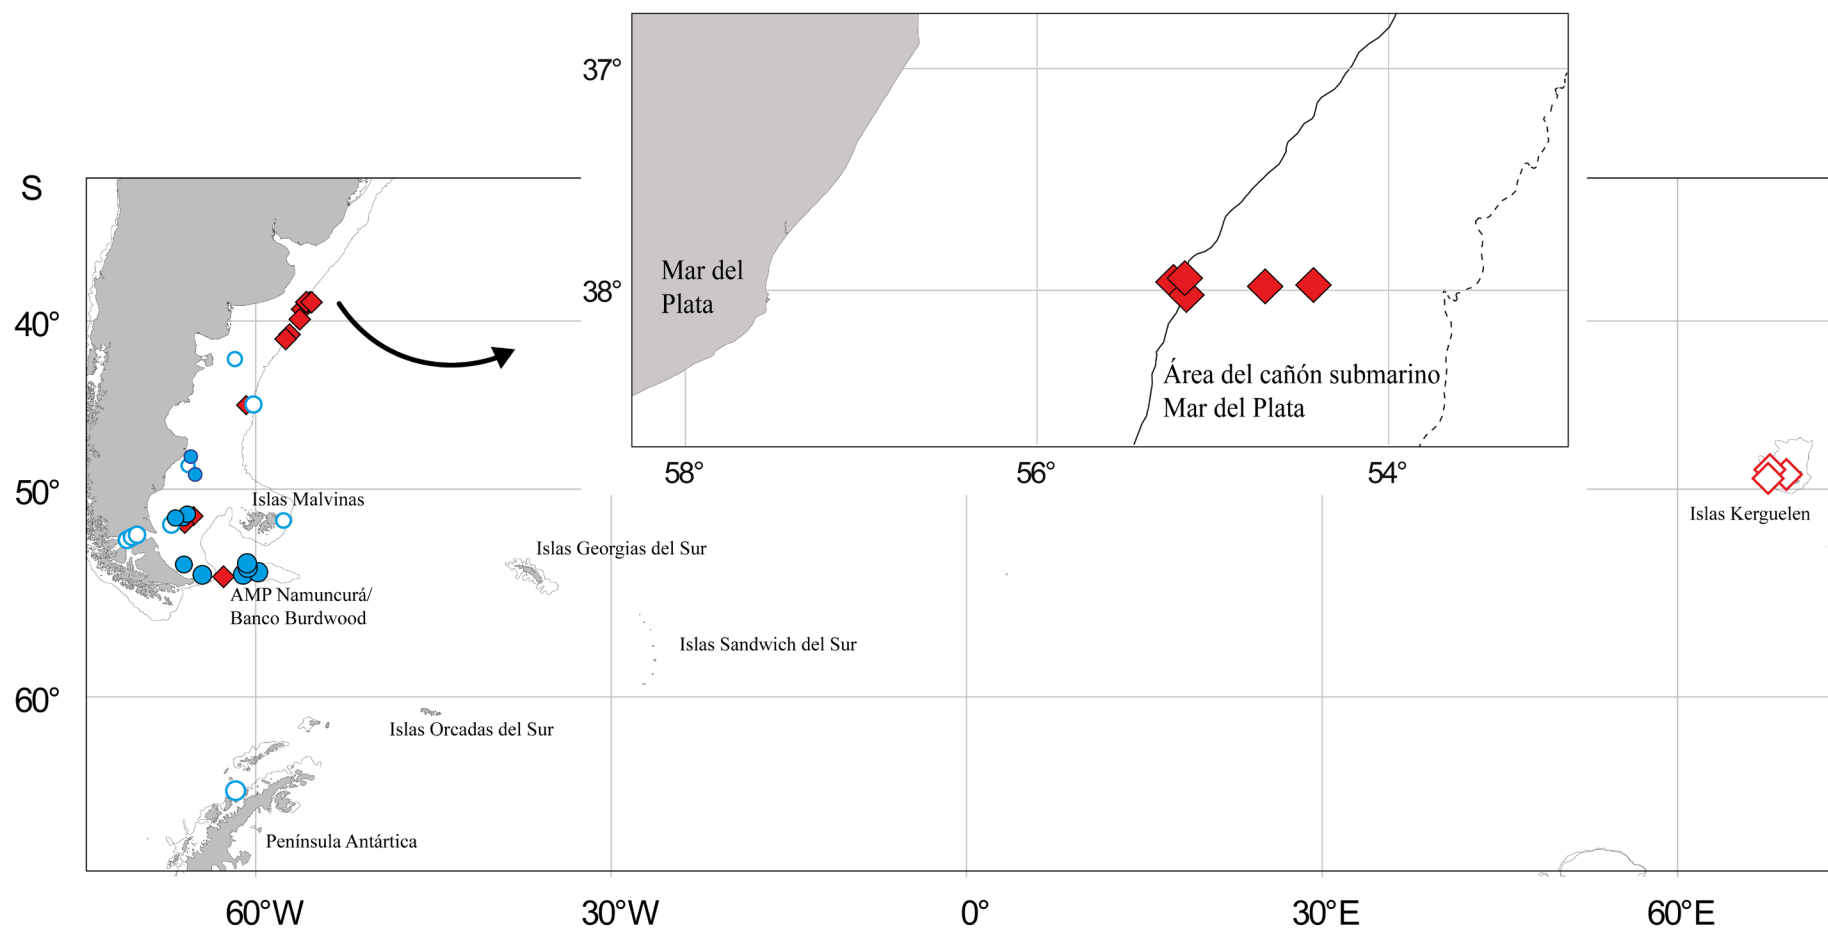 37°
S
Mar del
Plata
38°
40°
Área del cañón submarino
Mar del Plata
58°
56°
54°
50°
Islas Malvinas
Islas Kerguelen
Islas Georgias del Sur
AMP Namuncurá/
Banco Burdwood
Islas Sandwich del Sur
60°
Islas Orcadas del Sur
Península Antártica
60°W
30°W
0°
30°E
60°E